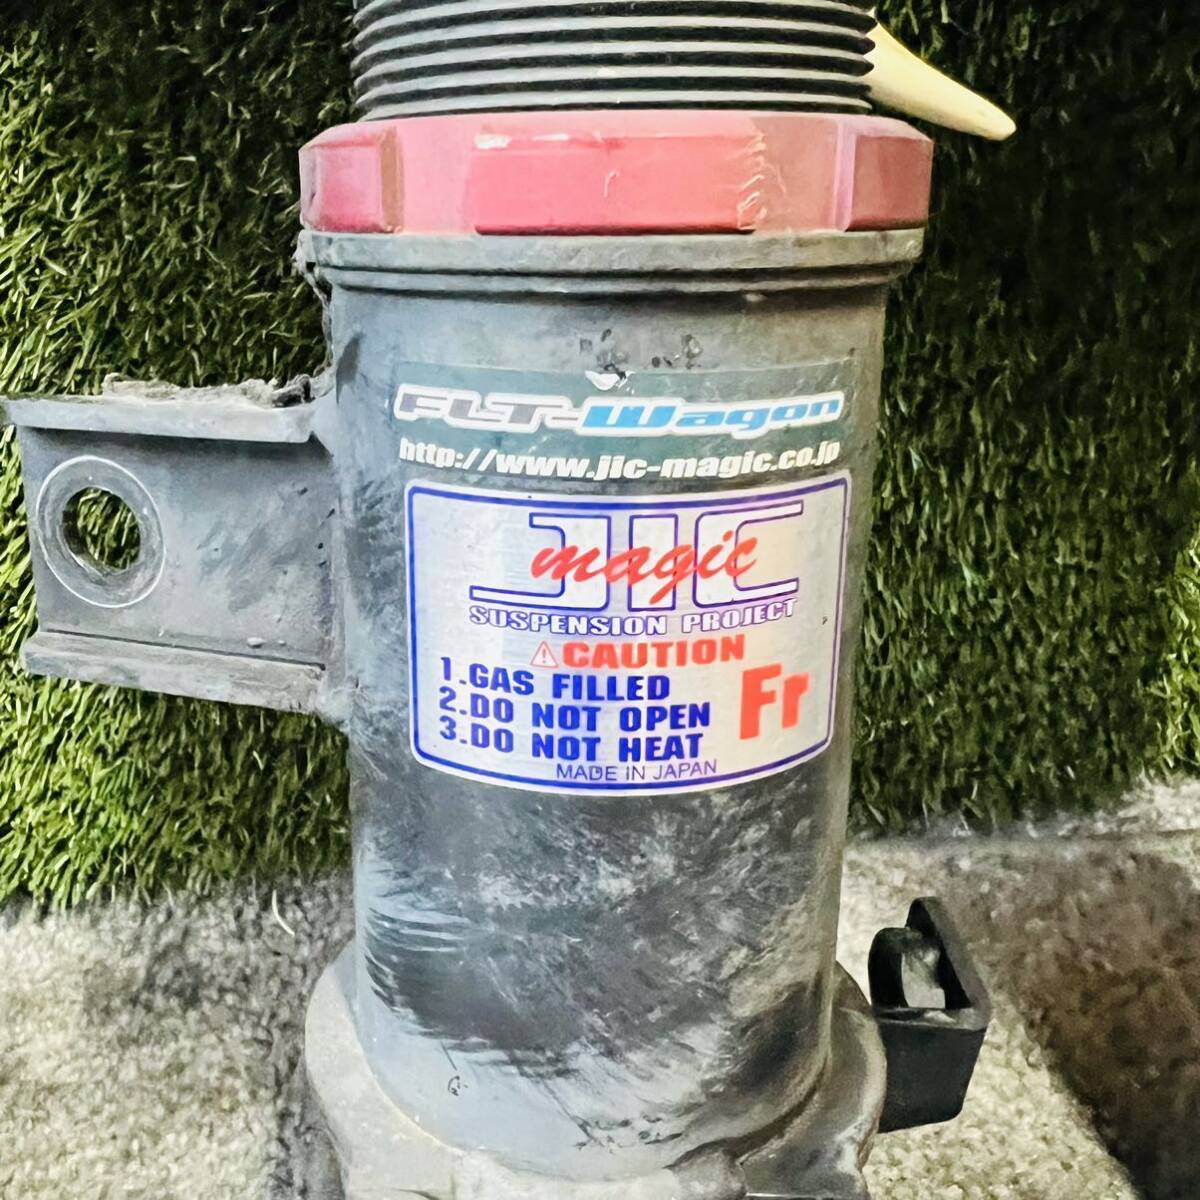 FLT-Wagon
http://www.jic-magic.co.jp
JIC
magic
SUSPENSION PROJECT
⚠CAUTION
1.GAS FILLED
2.DO NOT OPEN
3.DO NOT HEAT
Fr
MADE IN JAPAN